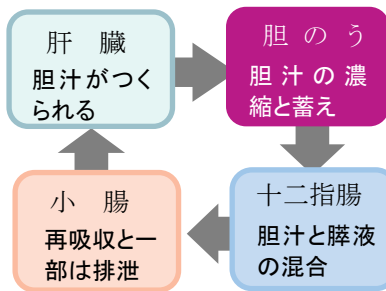 肝　臓
胆汁がつく
られる
胆 の う
胆 汁 の 濃
縮と蓄え
十二指腸
胆汁と膵液
の混合
小　腸
再吸収と一
部は排泄